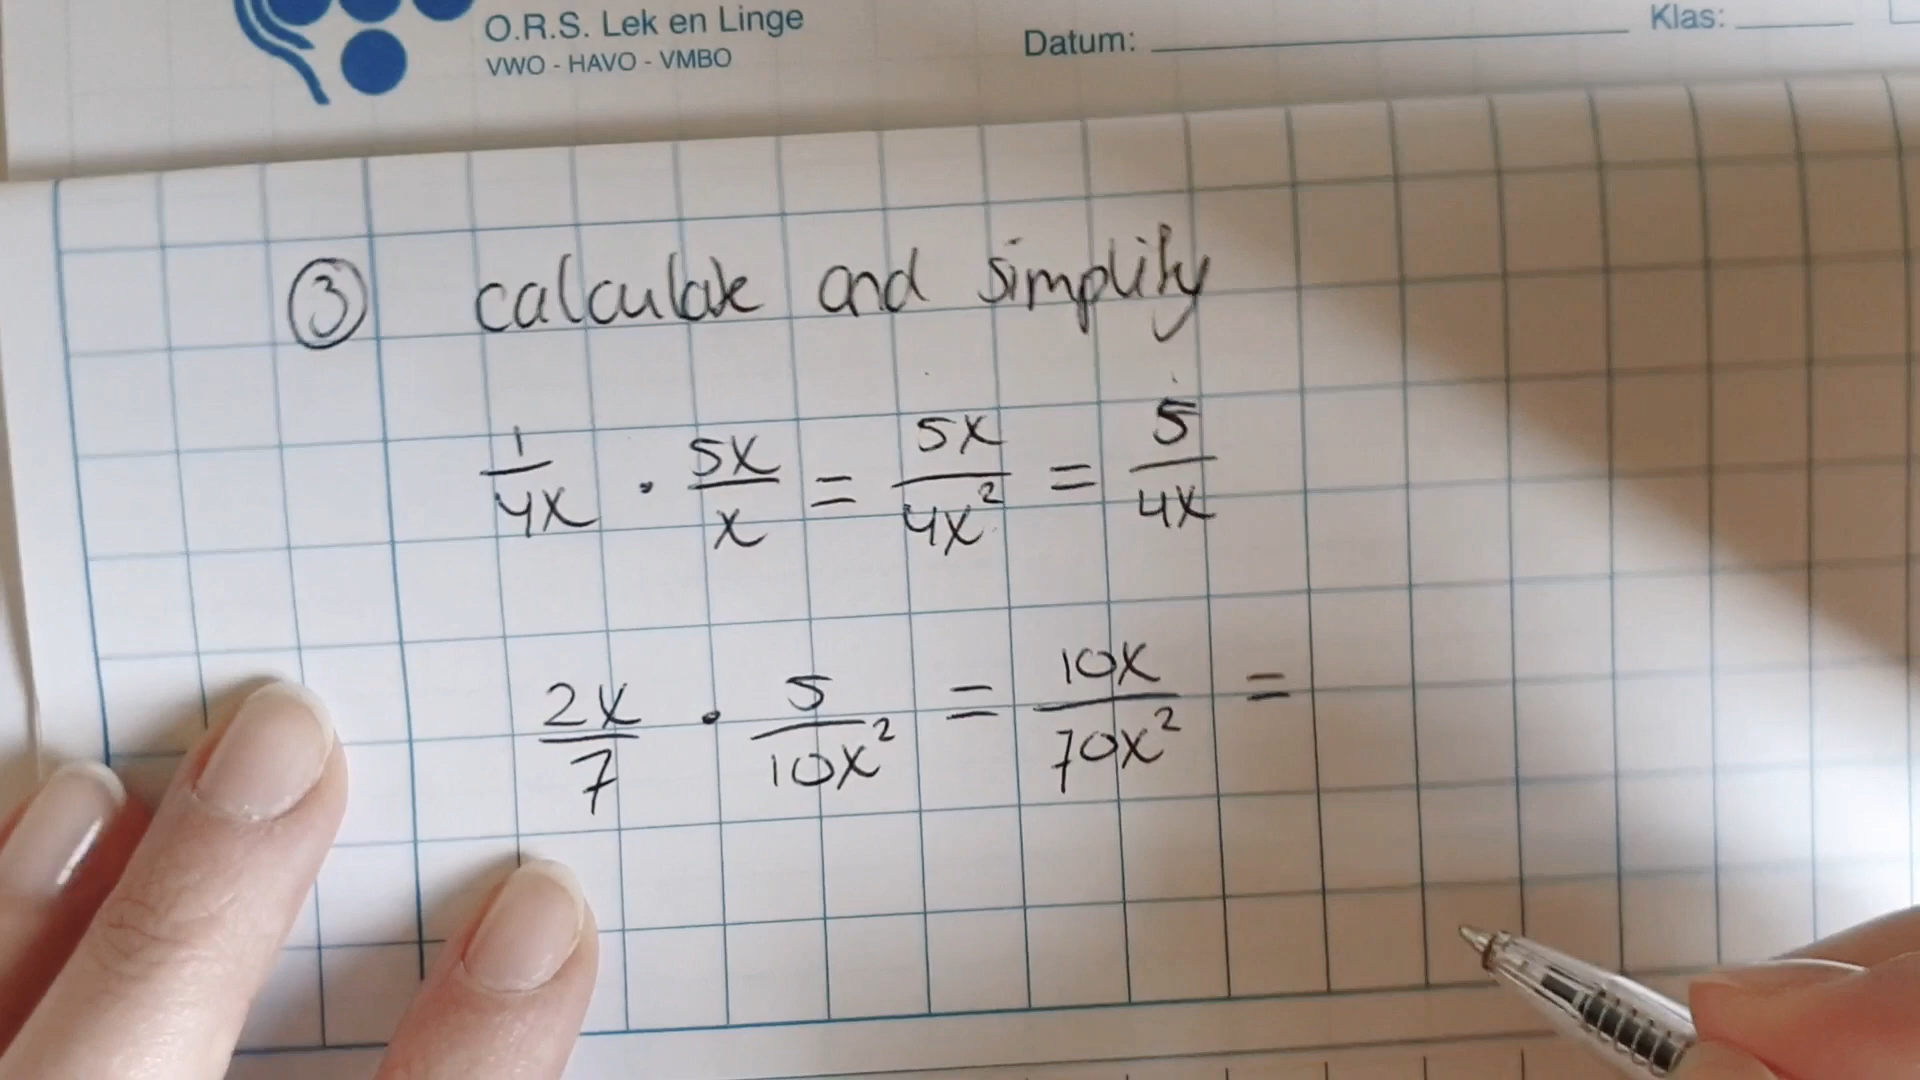 O.R.S. Lek en Linge
VWO - HAVO - VMBO
Datum: Klas:
③ calculate and simplify
1/4x · 5x/x = 5x/4x² = 5/4x
2x/7 · 5/10x² = 10x/70x² =